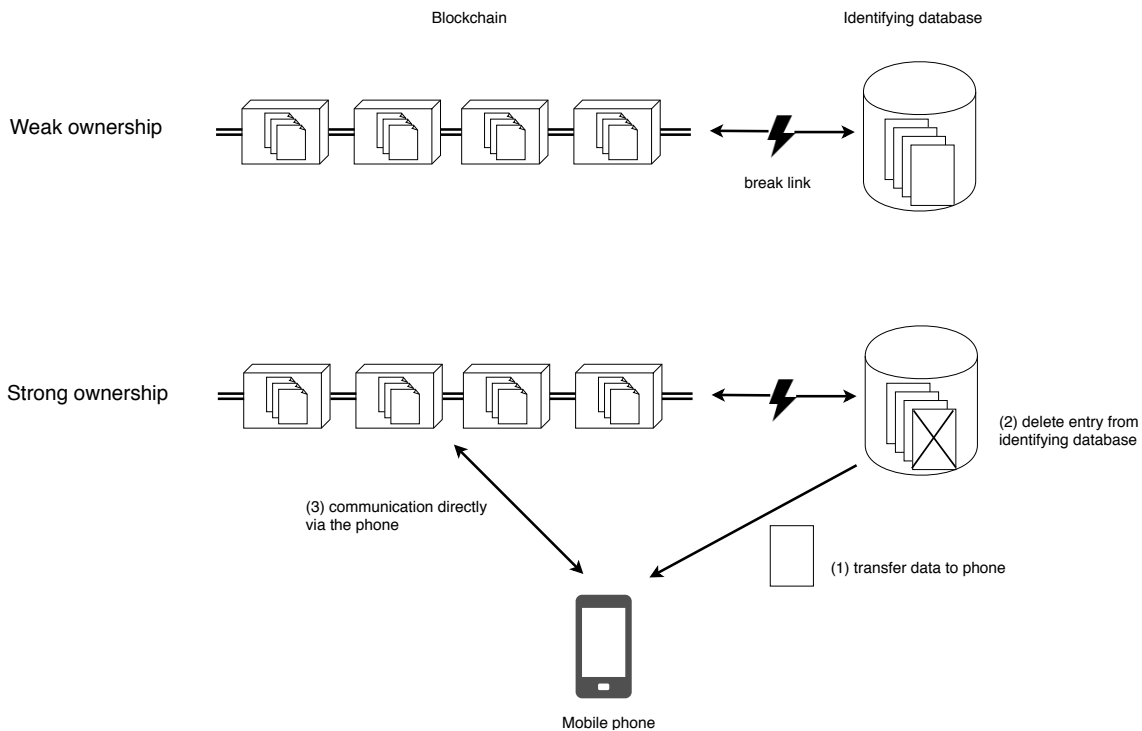 Blockchain
Identifying database
Weak ownership
break link
Strong ownership
(2) delete entry from
identifying database
(3) communication directly
via the phone
(1) transfer data to phone
Mobile phone